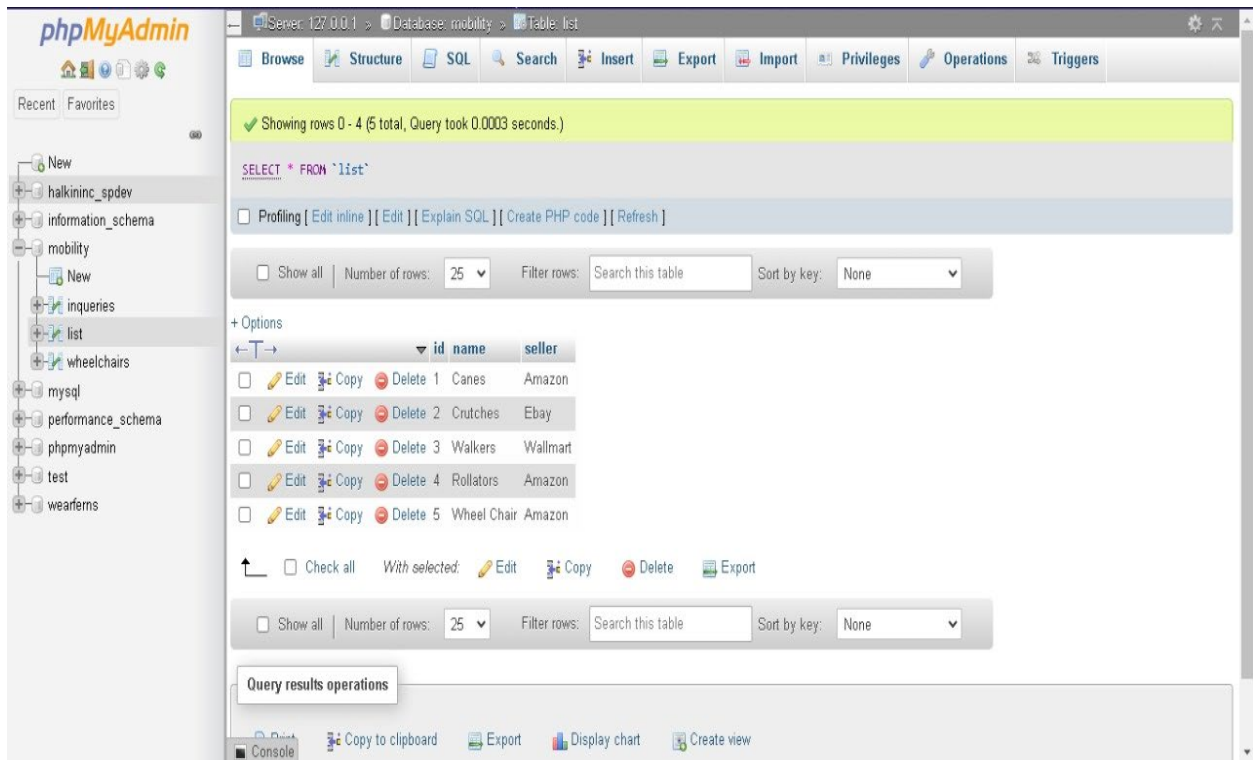 phpMyAdmin
Recent Favorites
New
halkininc_spdev
information_schema
mobility
New
inqueries
list
wheelchairs
mysql
performance_schema
phpmyadmin
test
wearferns
Server: 127.0.0.1 » Database: mobility » Table: list
Browse Structure SQL Search Insert Export Import Privileges Operations Triggers
Showing rows 0 - 4 (5 total, Query took 0.0003 seconds.)
SELECT * FROM `list`
Profiling [ Edit inline ] [ Edit ] [ Explain SQL ] [ Create PHP code ] [ Refresh ]
Show all | Number of rows: 25 Filter rows: Search this table Sort by key: None
+ Options
←T→ id name seller
Edit Copy Delete 1 Canes Amazon
Edit Copy Delete 2 Crutches Ebay
Edit Copy Delete 3 Walkers Wallmart
Edit Copy Delete 4 Rollators Amazon
Edit Copy Delete 5 Wheel Chair Amazon
Check all With selected: Edit Copy Delete Export
Show all | Number of rows: 25 Filter rows: Search this table Sort by key: None
Query results operations
Print Copy to clipboard Export Display chart Create view
Console